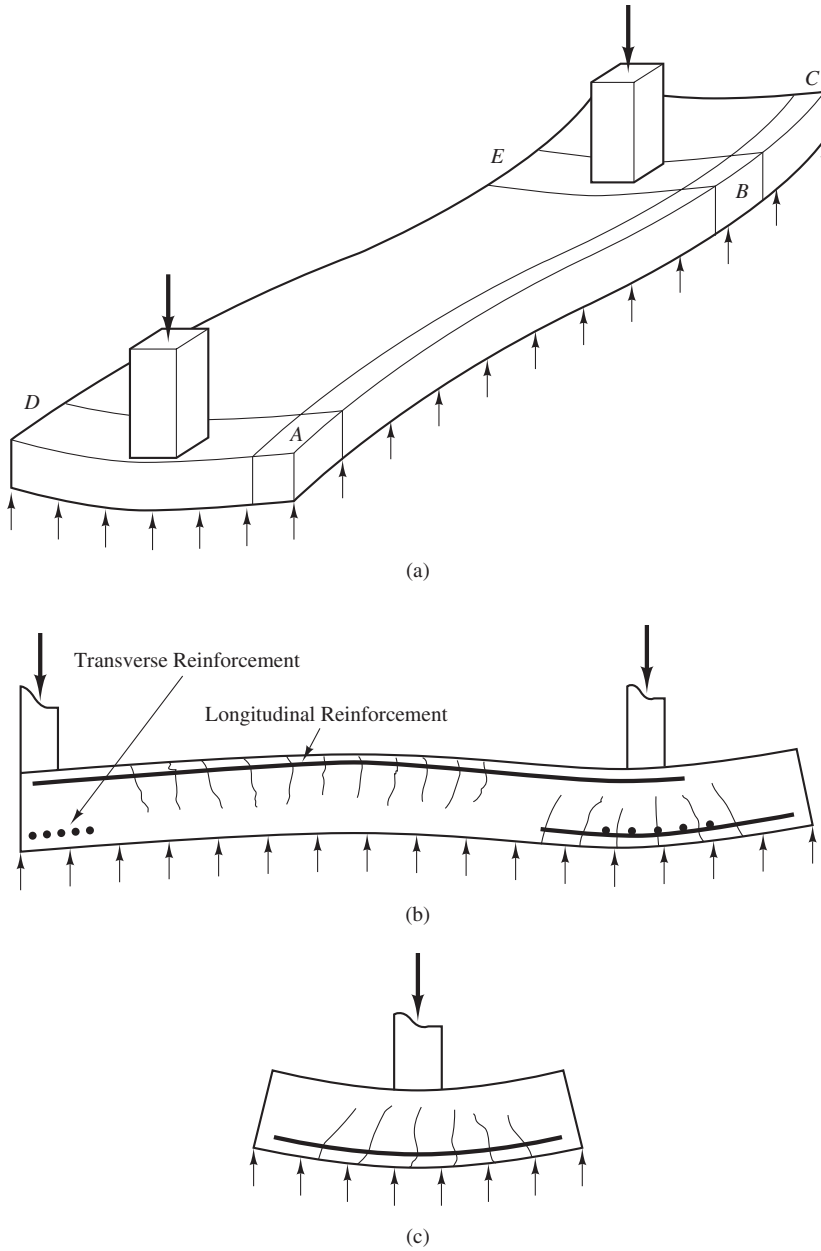 C
E
B
D
A
(a)
Transverse Reinforcement
Longitudinal Reinforcement
(b)
(c)